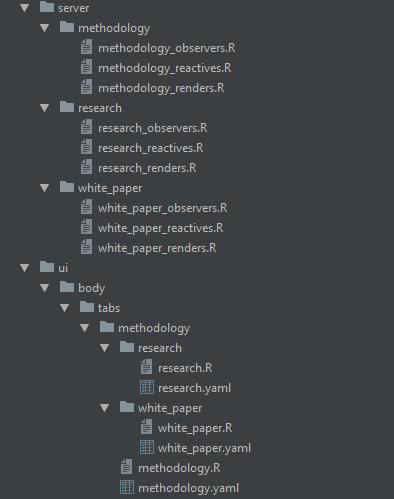 server
methodology
methodology_observers.R
methodology_reactives.R
methodology_renders.R
research
research_observers.R
research_reactives.R
research_renders.R
white_paper
white_paper_observers.R
white_paper_reactives.R
white_paper_renders.R
ui
body
tabs
methodology
research
research.R
research.yaml
white_paper
white_paper.R
white_paper.yaml
methodology.R
methodology.yaml